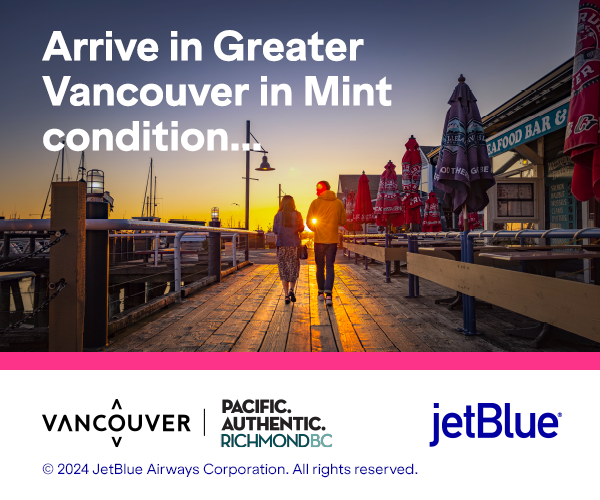 Arrive in Greater
Vancouver in Mint
condition...
SEAFOOD BAR &
VANCOUVER
PACIFIC.
AUTHENTIC.
RICHMONDBC
jetBlue®
© 2024 JetBlue Airways Corporation. All rights reserved.